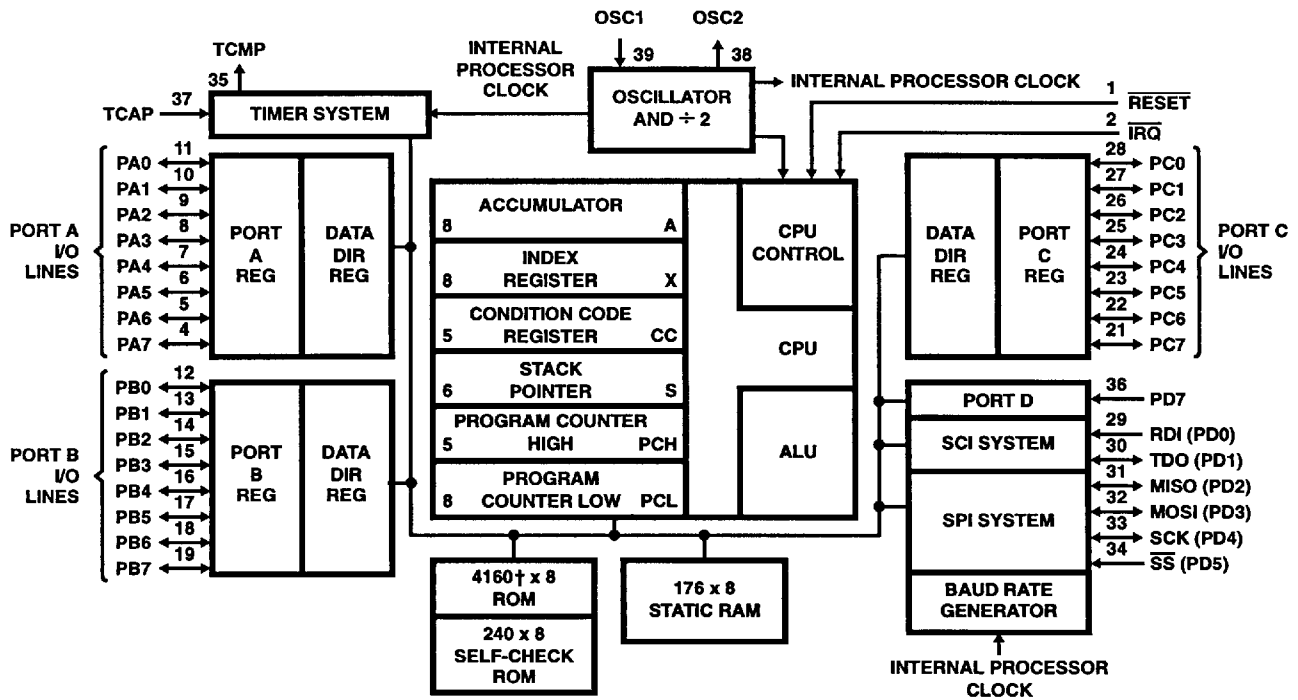 OSC1
OSC2
39
38
TCMP
35
INTERNAL
PROCESSOR
CLOCK
OSCILLATOR
AND ÷ 2
INTERNAL PROCESSOR CLOCK
TCAP
37
TIMER SYSTEM
1
RESET
2
IRQ
PORT A
I/O
LINES
PA0 11
PA1 10
PA2 9
PA3 8
PA4 7
PA5 6
PA6 5
PA7 4
PORT
A
REG
DATA
DIR
REG
PORT B
I/O
LINES
PB0 12
PB1 13
PB2 14
PB3 15
PB4 16
PB5 17
PB6 18
PB7 19
PORT
B
REG
DATA
DIR
REG
ACCUMULATOR
8 A
INDEX
REGISTER
8 X
CONDITION CODE
REGISTER
5 CC
STACK
POINTER
6 S
PROGRAM COUNTER
HIGH
5 PCH
PROGRAM
COUNTER LOW
8 PCL
CPU
CONTROL
CPU
ALU
4160† x 8
ROM
240 x 8
SELF-CHECK
ROM
176 x 8
STATIC RAM
DATA
DIR
REG
PORT
C
REG
28 PC0
27 PC1
26 PC2
25 PC3
24 PC4
23 PC5
22 PC6
21 PC7
PORT C
I/O
LINES
PORT D
SCI SYSTEM
SPI SYSTEM
BAUD RATE
GENERATOR
36 PD7
29 RDI (PD0)
30 TDO (PD1)
31 MISO (PD2)
32 MOSI (PD3)
33 SCK (PD4)
34 SS (PD5)
INTERNAL PROCESSOR
CLOCK